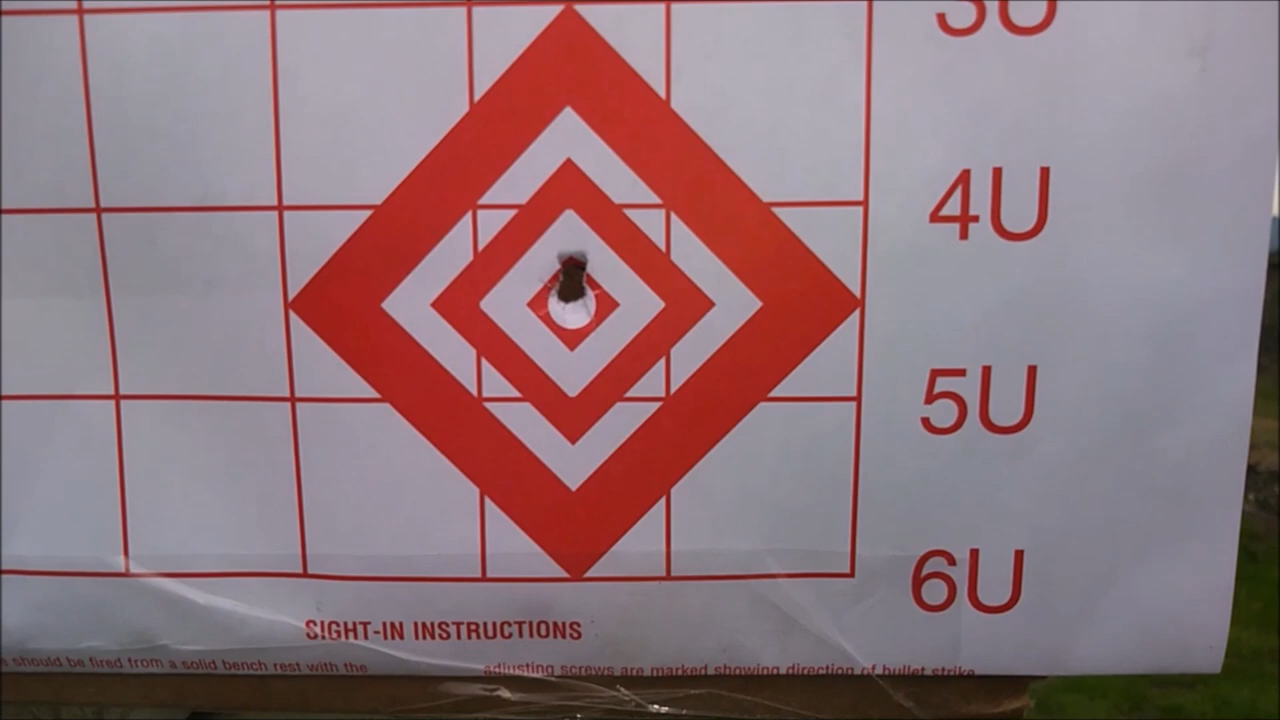 3U
4U
5U
6U
SIGHT-IN INSTRUCTIONS
should be fired from a solid bench rest with the
adjusting screws are marked showing direction of bullet strike